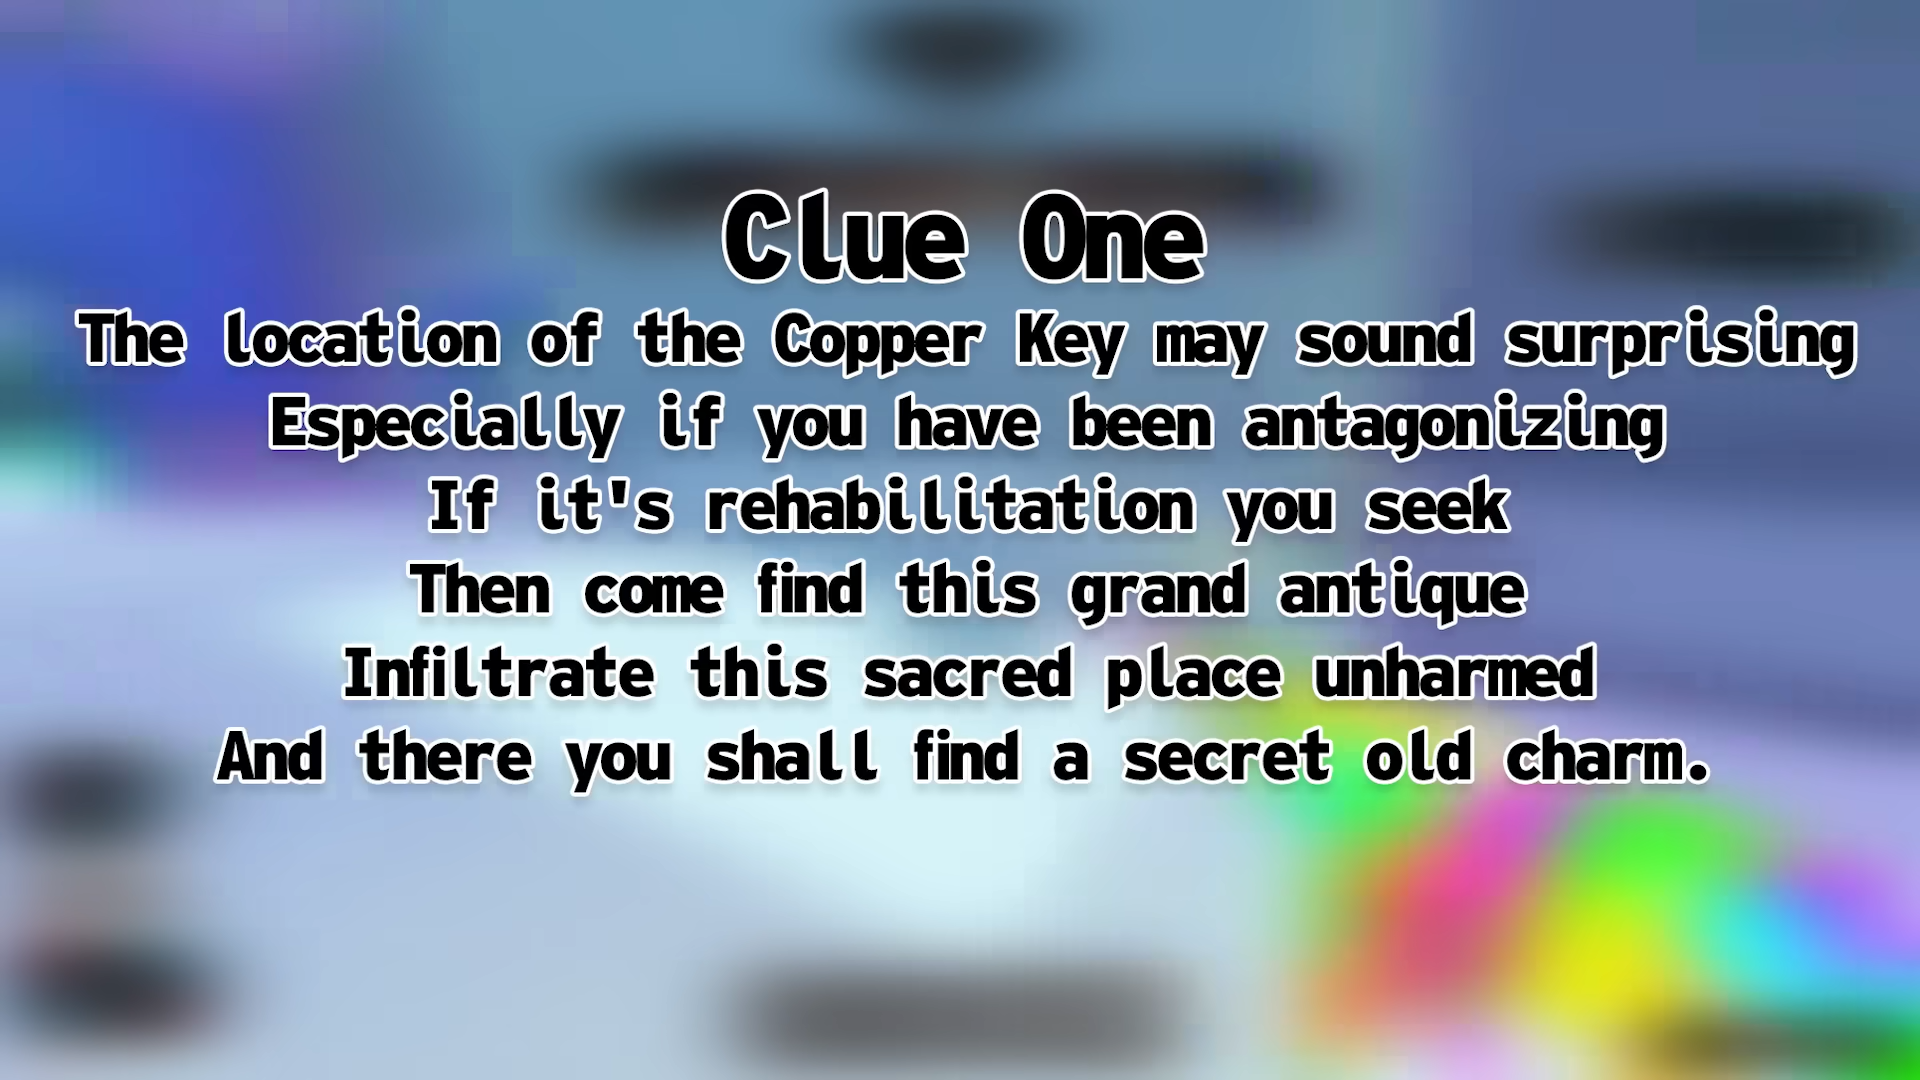 Clue One
The location of the Copper Key may sound surprising
Especially if you have been antagonizing
If it's rehabilitation you seek
Then come find this grand antique
Infiltrate this sacred place unharmed
And there you shall find a secret old charm.